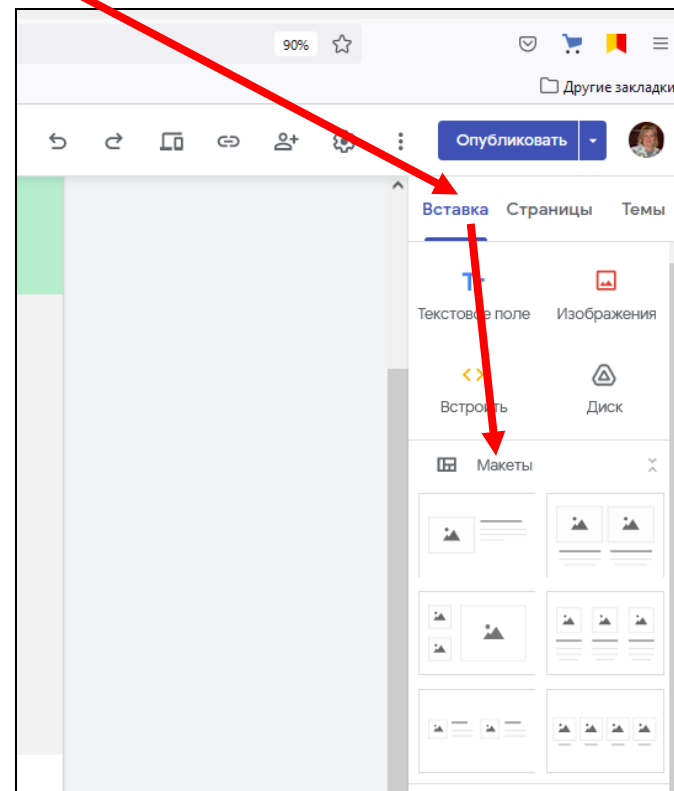 90%
Другие закладки
Опубликовать
Вставка Страницы Темы
Текстовое поле Изображения
Встроить Диск
Макеты